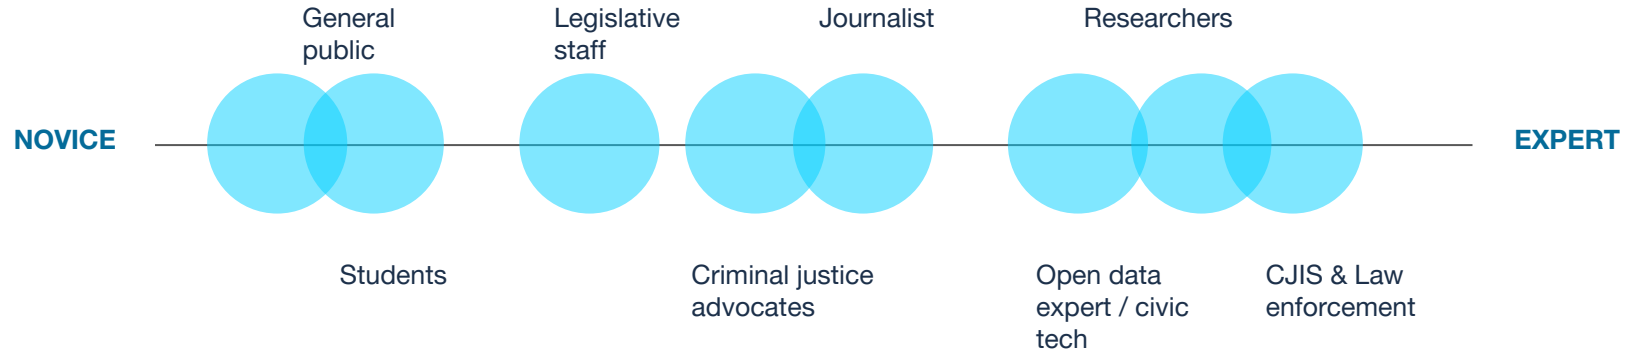 General
public
Legislative
staff
Journalist
Researchers
NOVICE
EXPERT
Students
Criminal justice
advocates
Open data
expert / civic
tech
CJIS & Law
enforcement